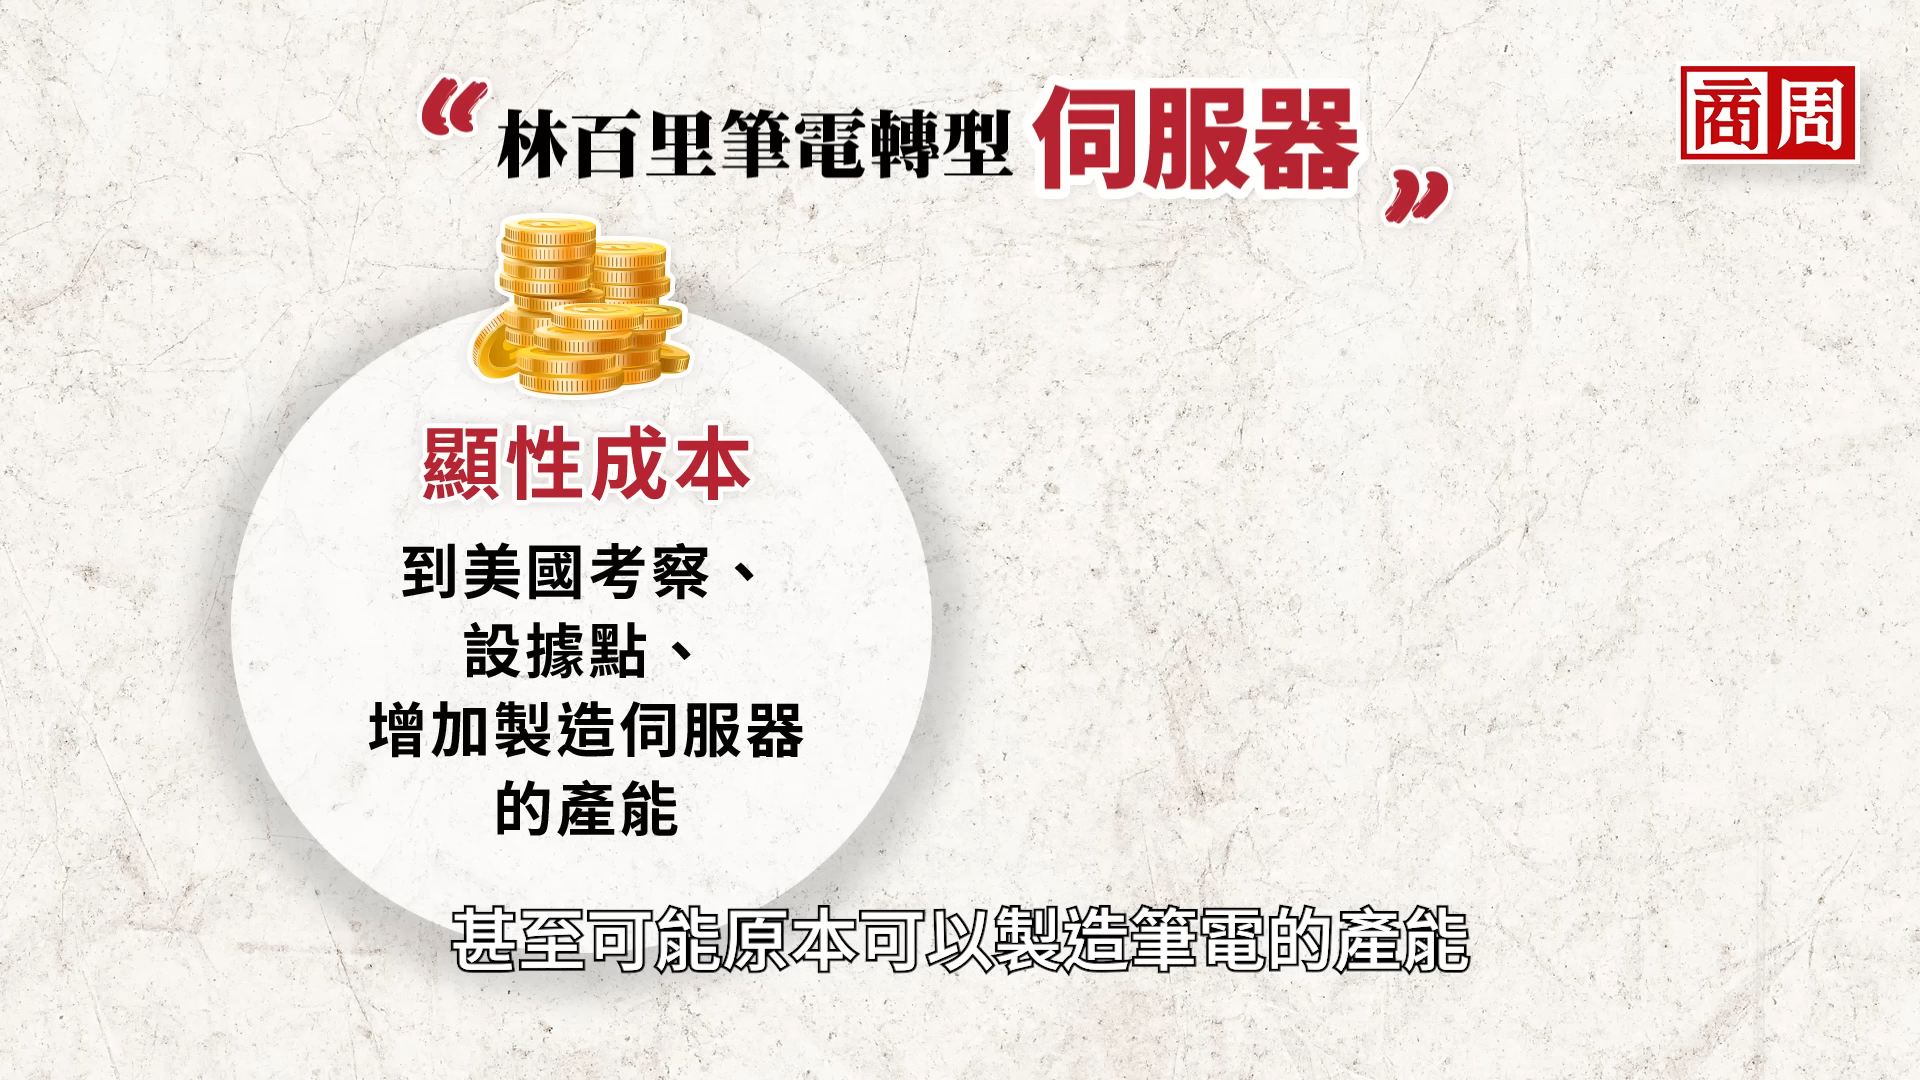 林百里筆電轉型伺服器
商周
顯性成本
到美國考察、
設據點、
增加製造伺服器
的產能
甚至可能原本可以製造筆電的產能